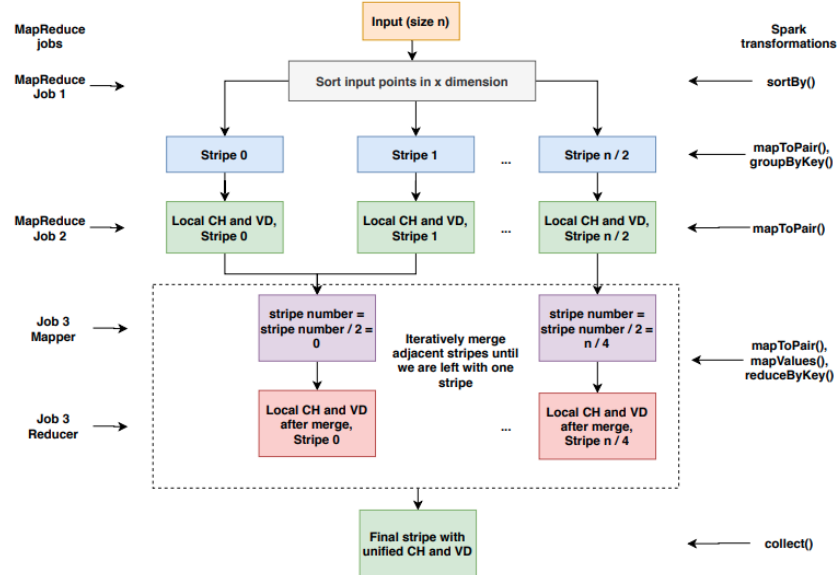 MapReduce
jobs
Input (size n)
Spark
transformations
MapReduce
Job 1
Sort input points in x dimension
sortBy()
Stripe 0
Stripe 1
...
Stripe n / 2
mapToPair(),
groupByKey()
MapReduce
Job 2
Local CH and VD,
Stripe 0
Local CH and VD,
Stripe 1
...
Local CH and VD,
Stripe n/2
mapToPair()
Job 3
Mapper
stripe number =
stripe number / 2 =
0
Iteratively merge
adjacent stripes until
we are left with one
stripe
stripe number =
stripe number / 2=
n / 4
mapToPair(),
mapValues(),
reduceByKey()
Job 3
Reducer
Local CH and VD
after merge,
Stripe 0
...
Local CH and VD
after merge,
Stripe n/4
Final stripe with
unified CH and VD
collect()